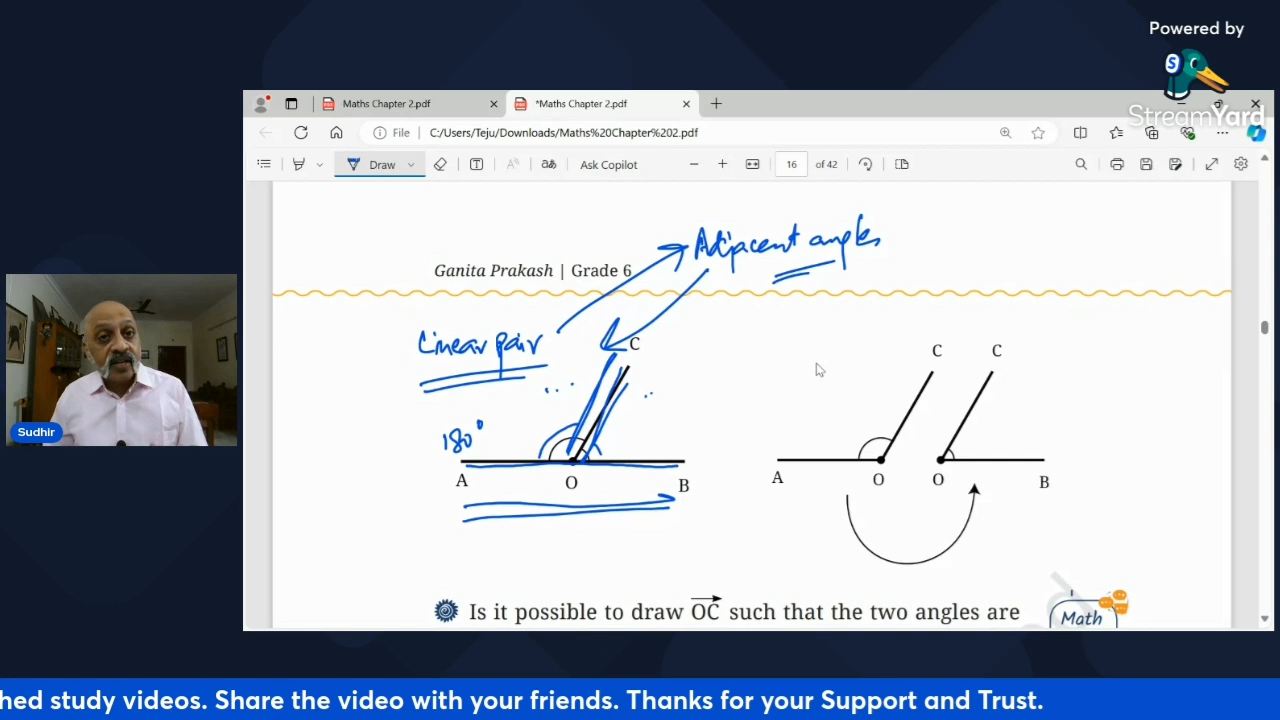 Powered by
S
StreamYard
Maths Chapter 2.pdf
*Maths Chapter 2.pdf
File
C:/Users/Teju/Downloads/Maths%20Chapter%202.pdf
Draw
Ask Copilot
16
of 42
Adjacent angles
Ganita Prakash | Grade 6
Linear pair
C
180°
A
O
B
C
C
A
O
O
B
Is it possible to draw OC such that the two angles are
Math
Sudhir
hed study videos. Share the video with your friends. Thanks for your Support and Trust.